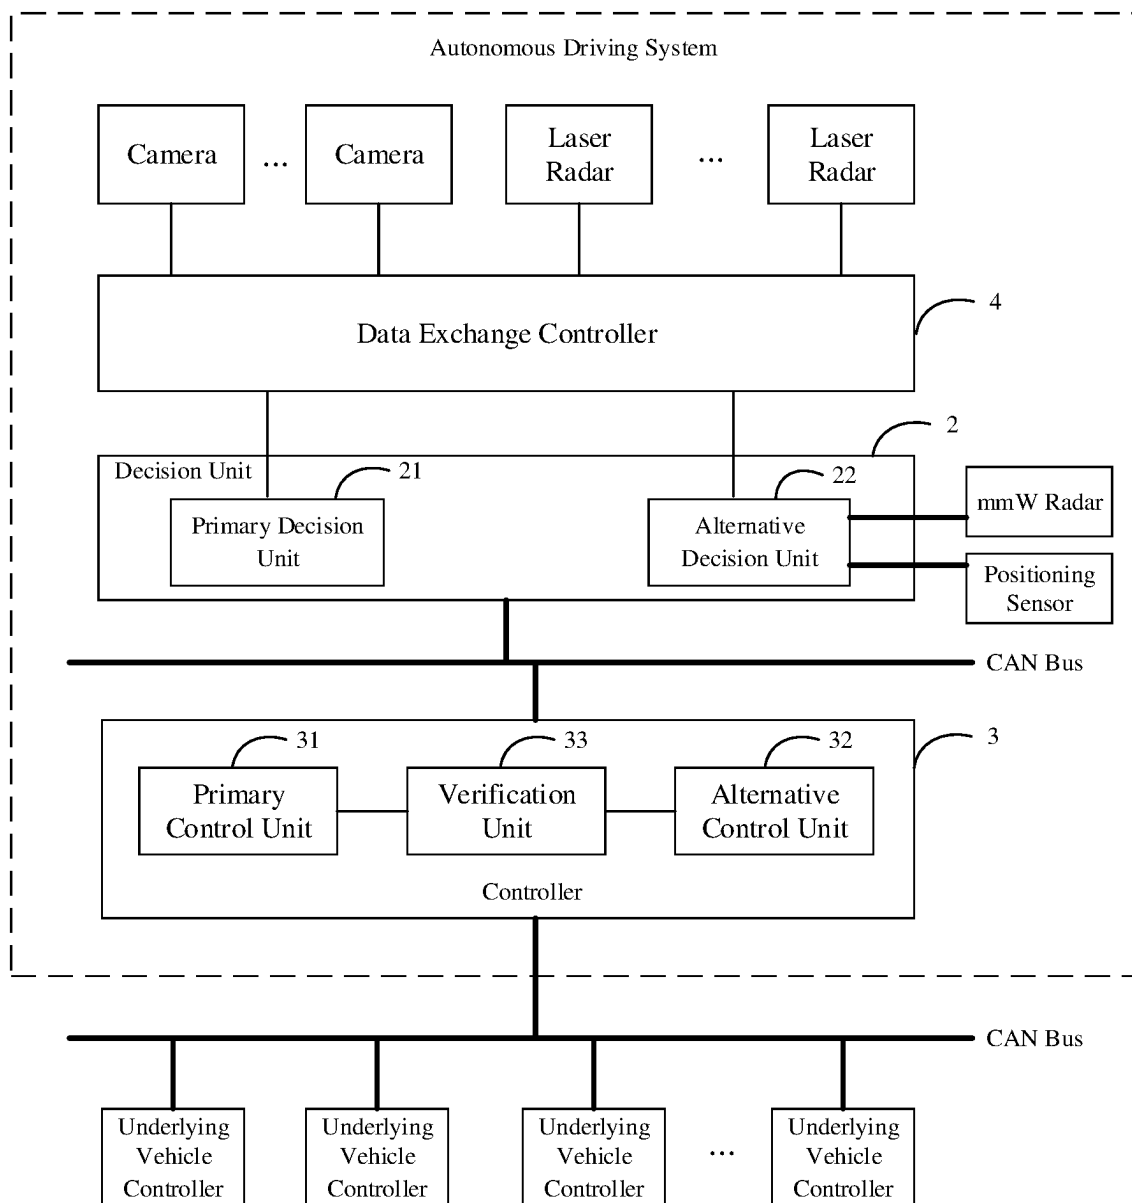 Autonomous Driving System
Camera
...
Camera
Laser
Radar
...
Laser
Radar
Data Exchange Controller
4
2
Decision Unit
21
Primary Decision
Unit
22
Alternative
Decision Unit
mmW Radar
Positioning
Sensor
CAN Bus
31
Primary
Control Unit
33
Verification
Unit
32
Alternative
Control Unit
3
Controller
CAN Bus
Underlying
Vehicle
Controller
Underlying
Vehicle
Controller
Underlying
Vehicle
Controller
...
Underlying
Vehicle
Controller